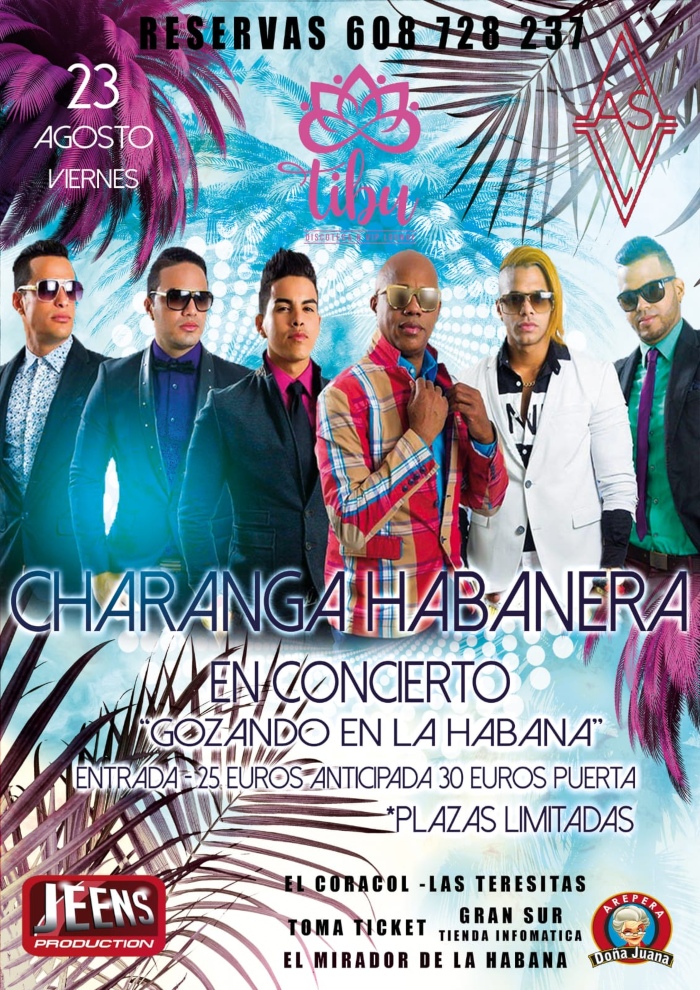 RESERVAS 608 728 237
23
AGOSTO
VIERNES
tibu
DISCOTECA
AS
CHARANGA HABANERA
EN CONCIERTO
"GOZANDO EN LA HABANA"
ENTRADA - 25 EUROS ANTICIPADA 30 EUROS PUERTA
*PLAZAS LIMITADAS
JEENS
PRODUCTION
EL CORACOL -LAS TERESITAS
TOMA TICKET
GRAN SUR
TIENDA INFOMATICA
EL MIRADOR DE LA HABANA
AREPERA
Doña Juana